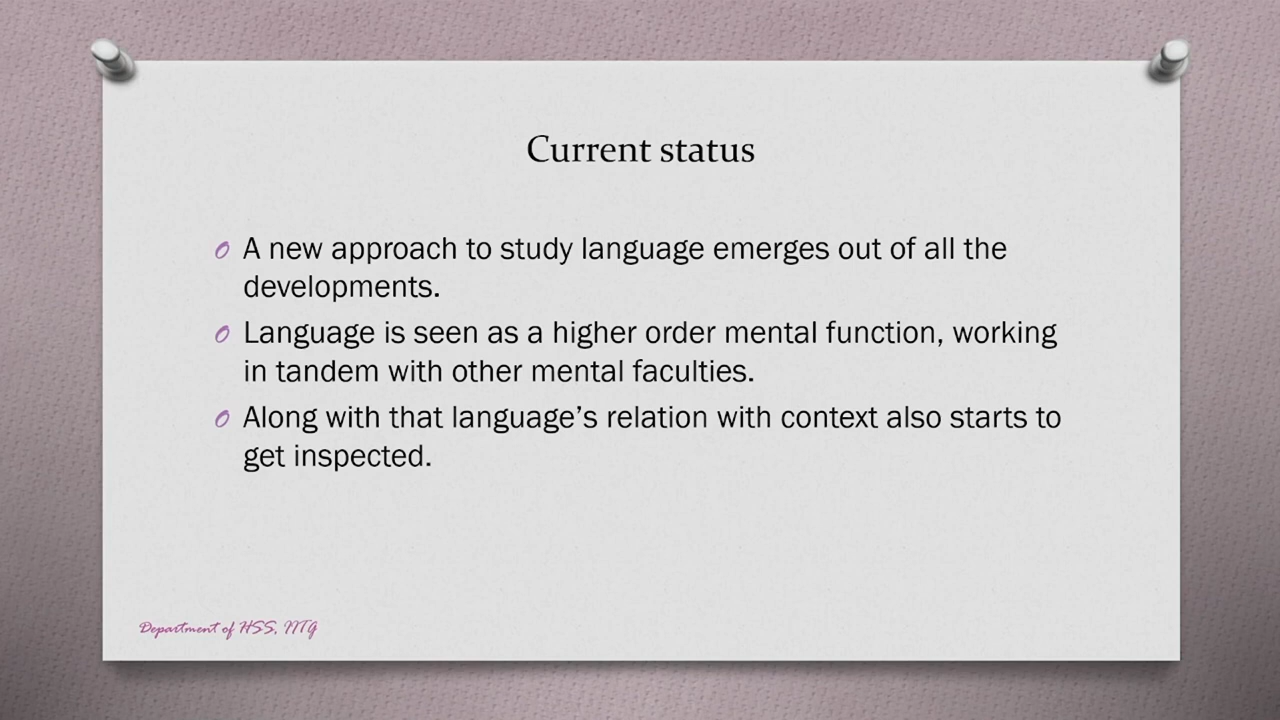 Current status
A new approach to study language emerges out of all the
developments.
Language is seen as a higher order mental function, working
in tandem with other mental faculties.
Along with that language’s relation with context also starts to
get inspected.
Department of HSS, IITG